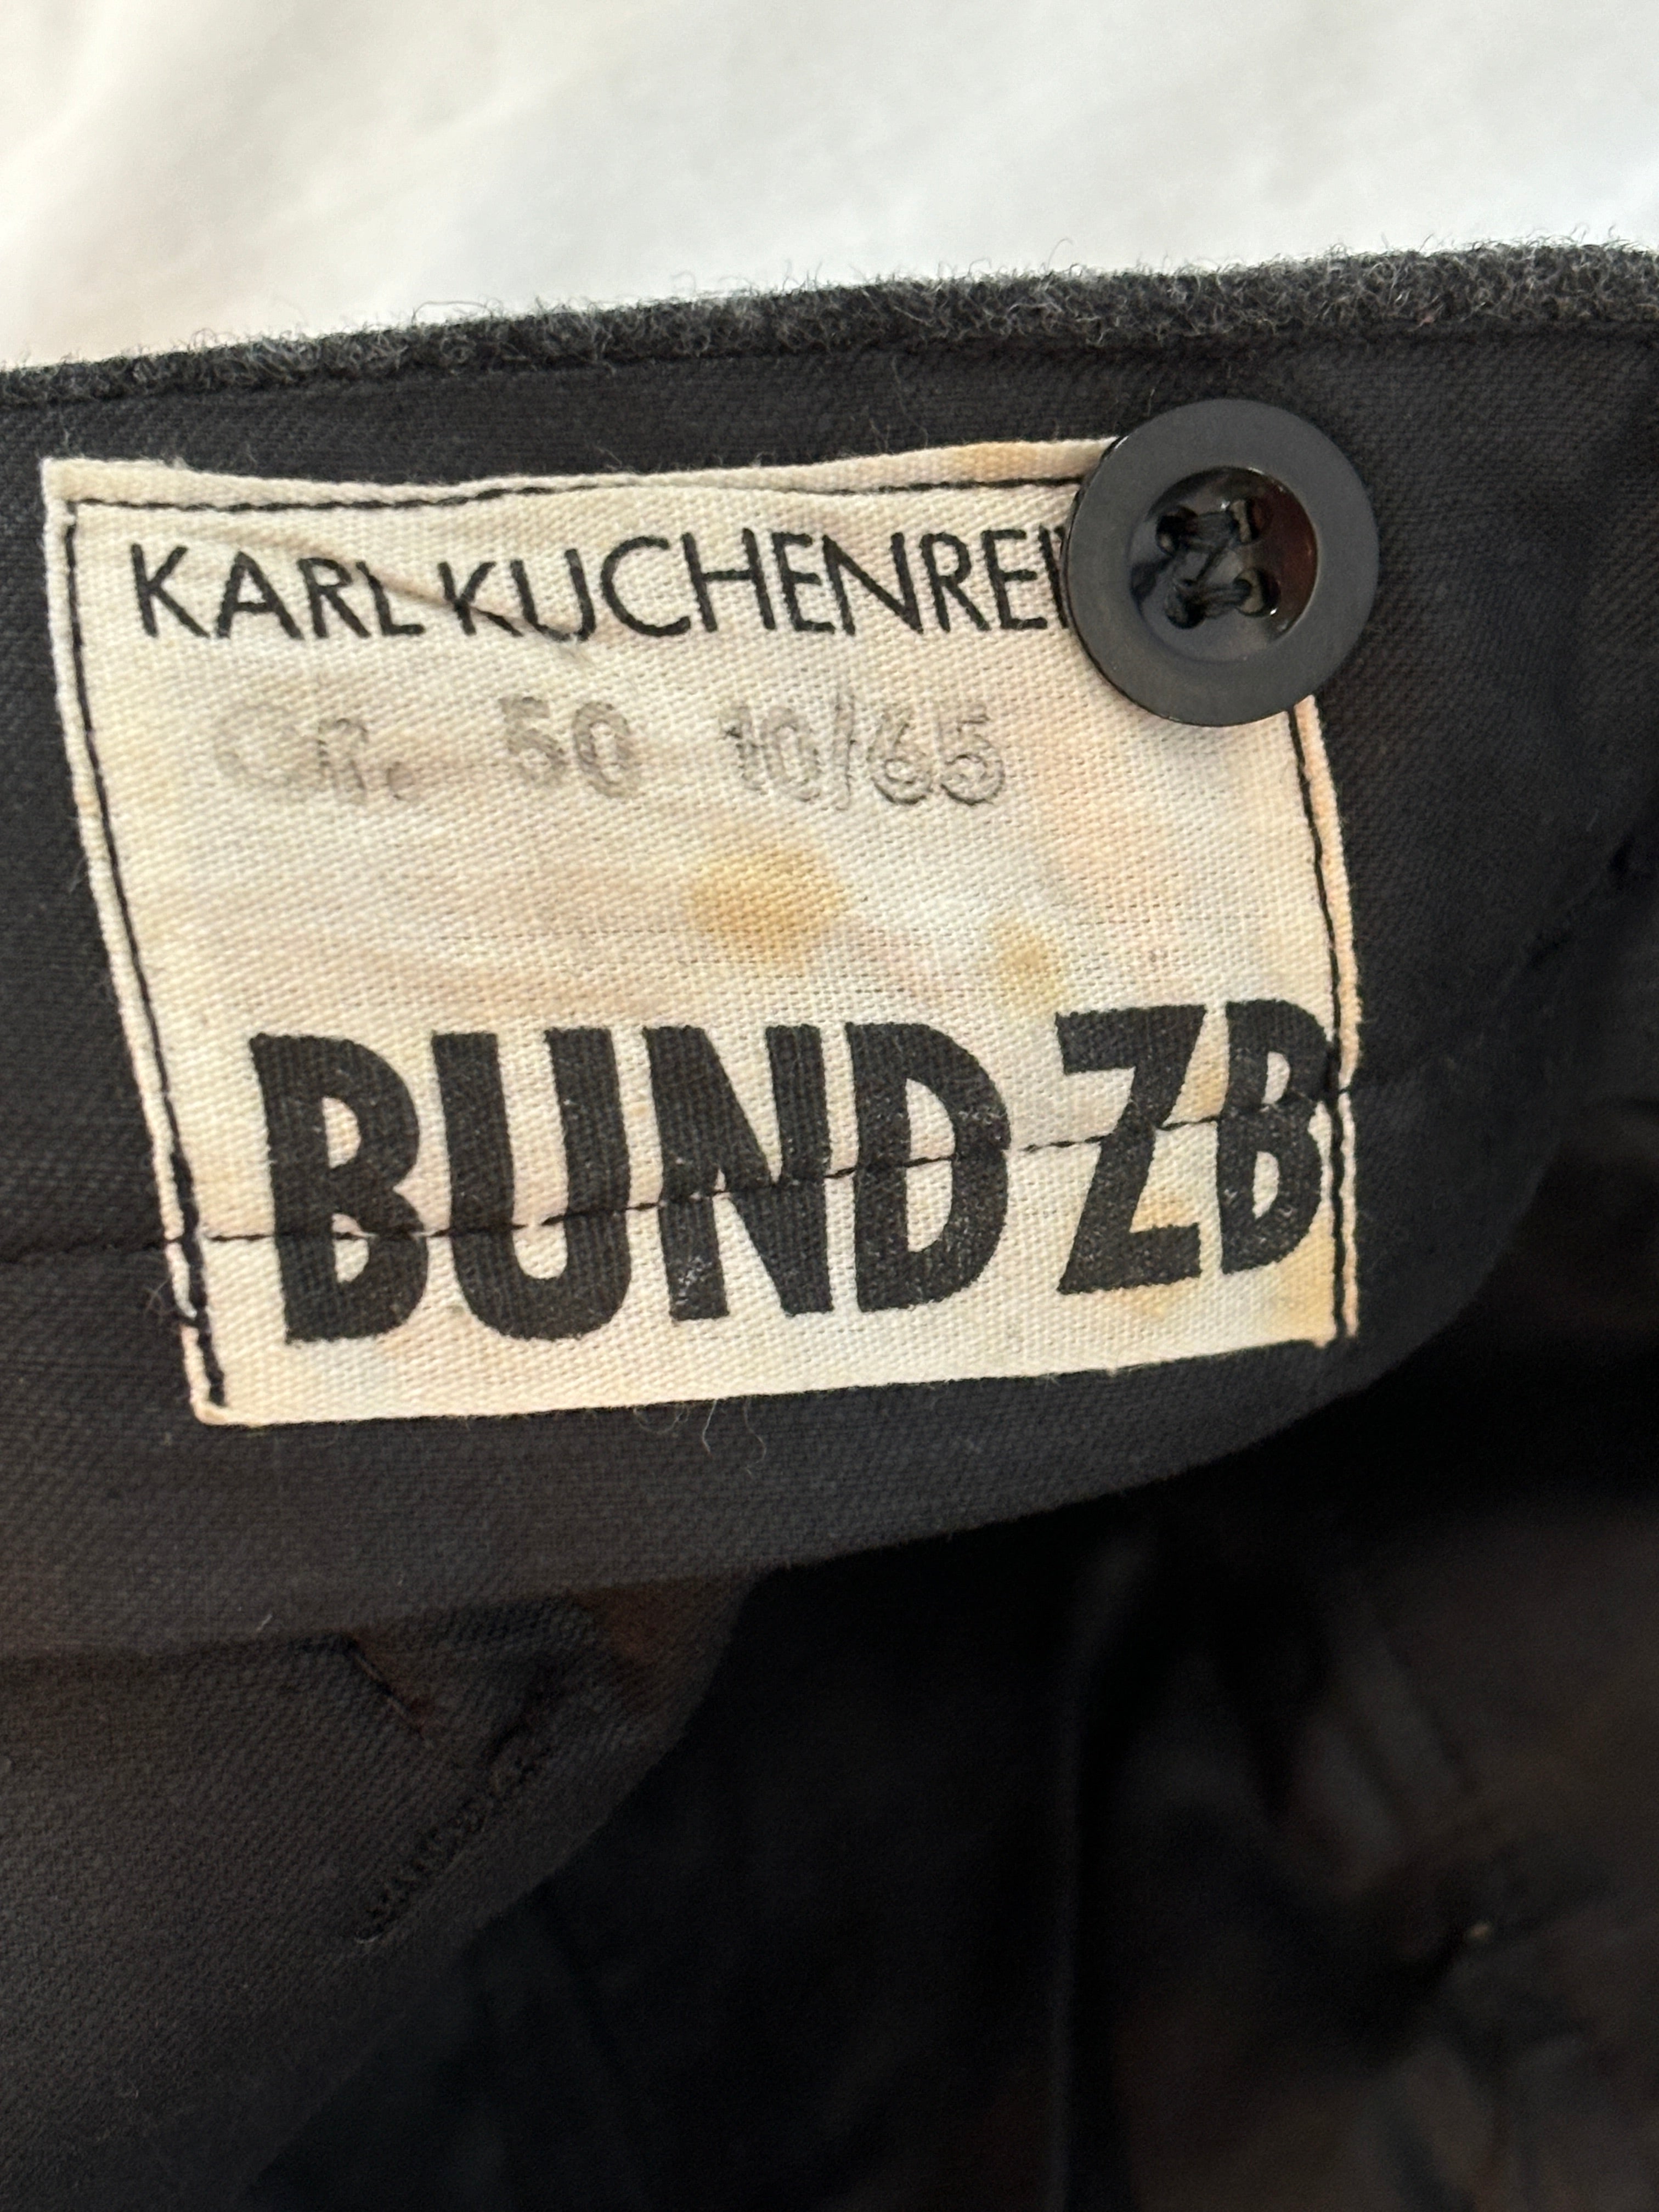 KARL KUCHENREI
GR. 50 10/65
BUND ZB